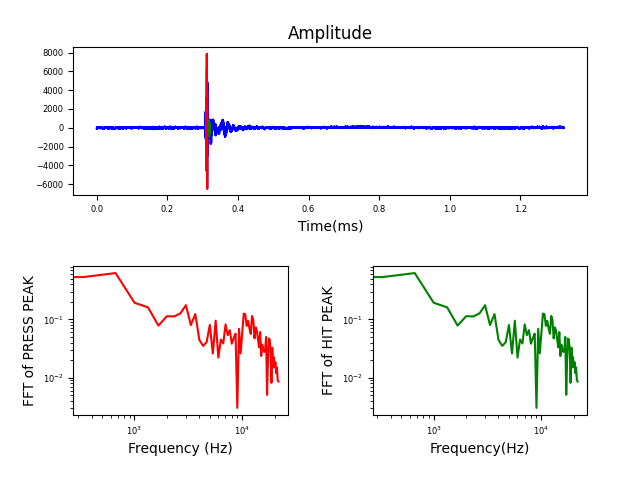 Amplitude
8000
6000
4000
2000
0
−2000
−4000
−6000
0.0 0.2 0.4 0.6 0.8 1.0 1.2
Time(ms)
FFT of PRESS PEAK
10⁻¹
10⁻²
10³ 10⁴
Frequency (Hz)
FFT of HIT PEAK
10⁻¹
10⁻²
10³ 10⁴
Frequency(Hz)